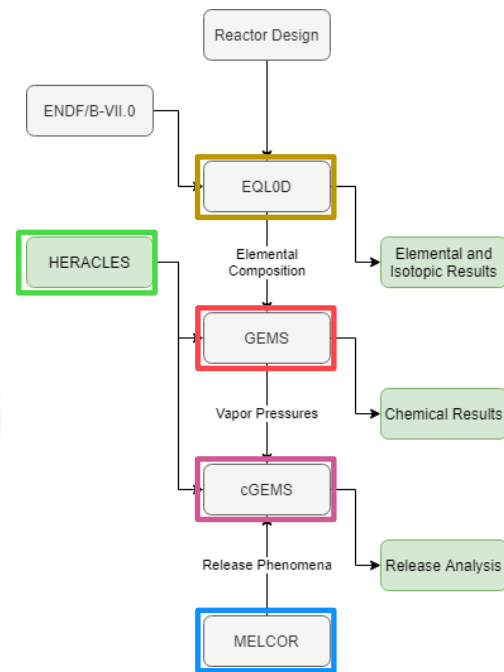 Reactor Design
ENDF/B-VII.0
EQL0D
HERACLES
Elemental
Composition
Elemental and
Isotopic Results
GEMS
Vapor Pressures
Chemical Results
cGEMS
Release Phenomena
Release Analysis
MELCOR